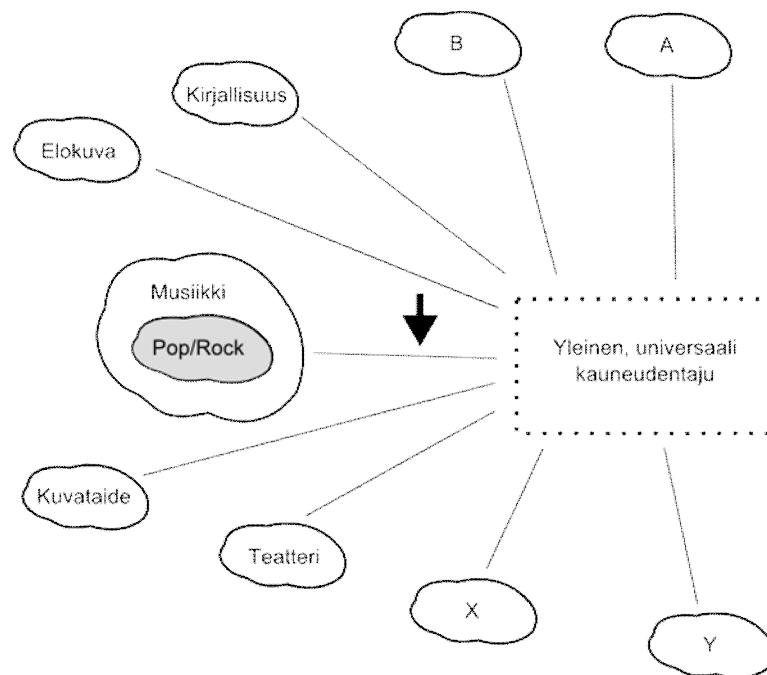 B
A
Kirjallisuus
Elokuva
Musiikki
Pop/Rock
Yleinen, universaali
kauneudentaju
Kuvataide
Teatteri
X
Y